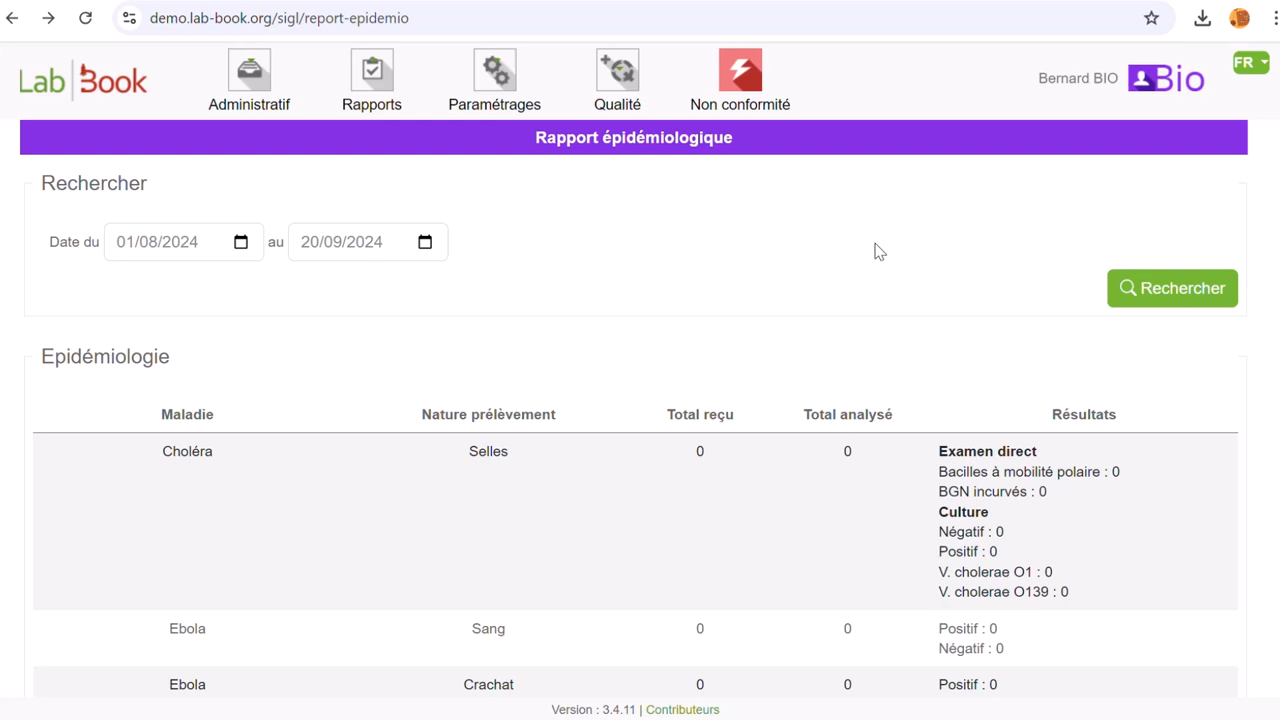 demo.lab-book.org/sigl/report-epidemio
Lab Book
Administratif
Rapports
Paramétrages
Qualité
Non conformité
Bernard BIO
Bio
FR
Rapport épidémiologique
Rechercher
Date du 01/08/2024 au 20/09/2024
Rechercher
Epidémiologie
Maladie Nature prélèvement Total reçu Total analysé Résultats
Choléra Selles 0 0 Examen direct
Bacilles à mobilité polaire : 0
BGN incurvés : 0
Culture
Négatif : 0
Positif : 0
V. cholerae O1 : 0
V. cholerae O139 : 0
Ebola Sang 0 0 Positif : 0
Négatif : 0
Ebola Crachat 0 0 Positif : 0
Version : 3.4.11 | Contributeurs